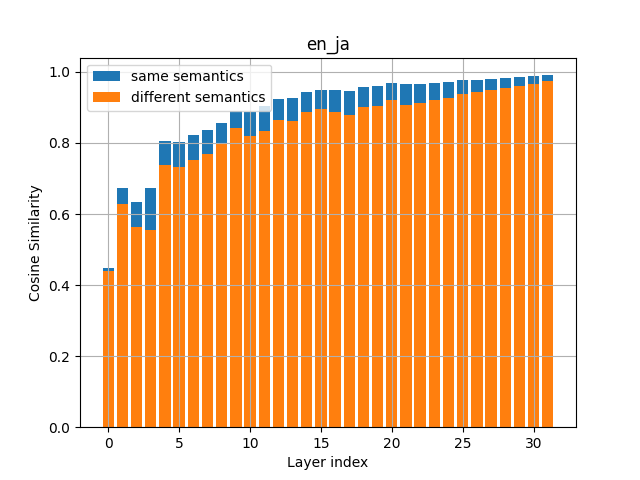 en_ja
same semantics
different semantics
1.0
0.8
0.6
0.4
0.2
0.0
Cosine Similarity
0 5 10 15 20 25 30
Layer index